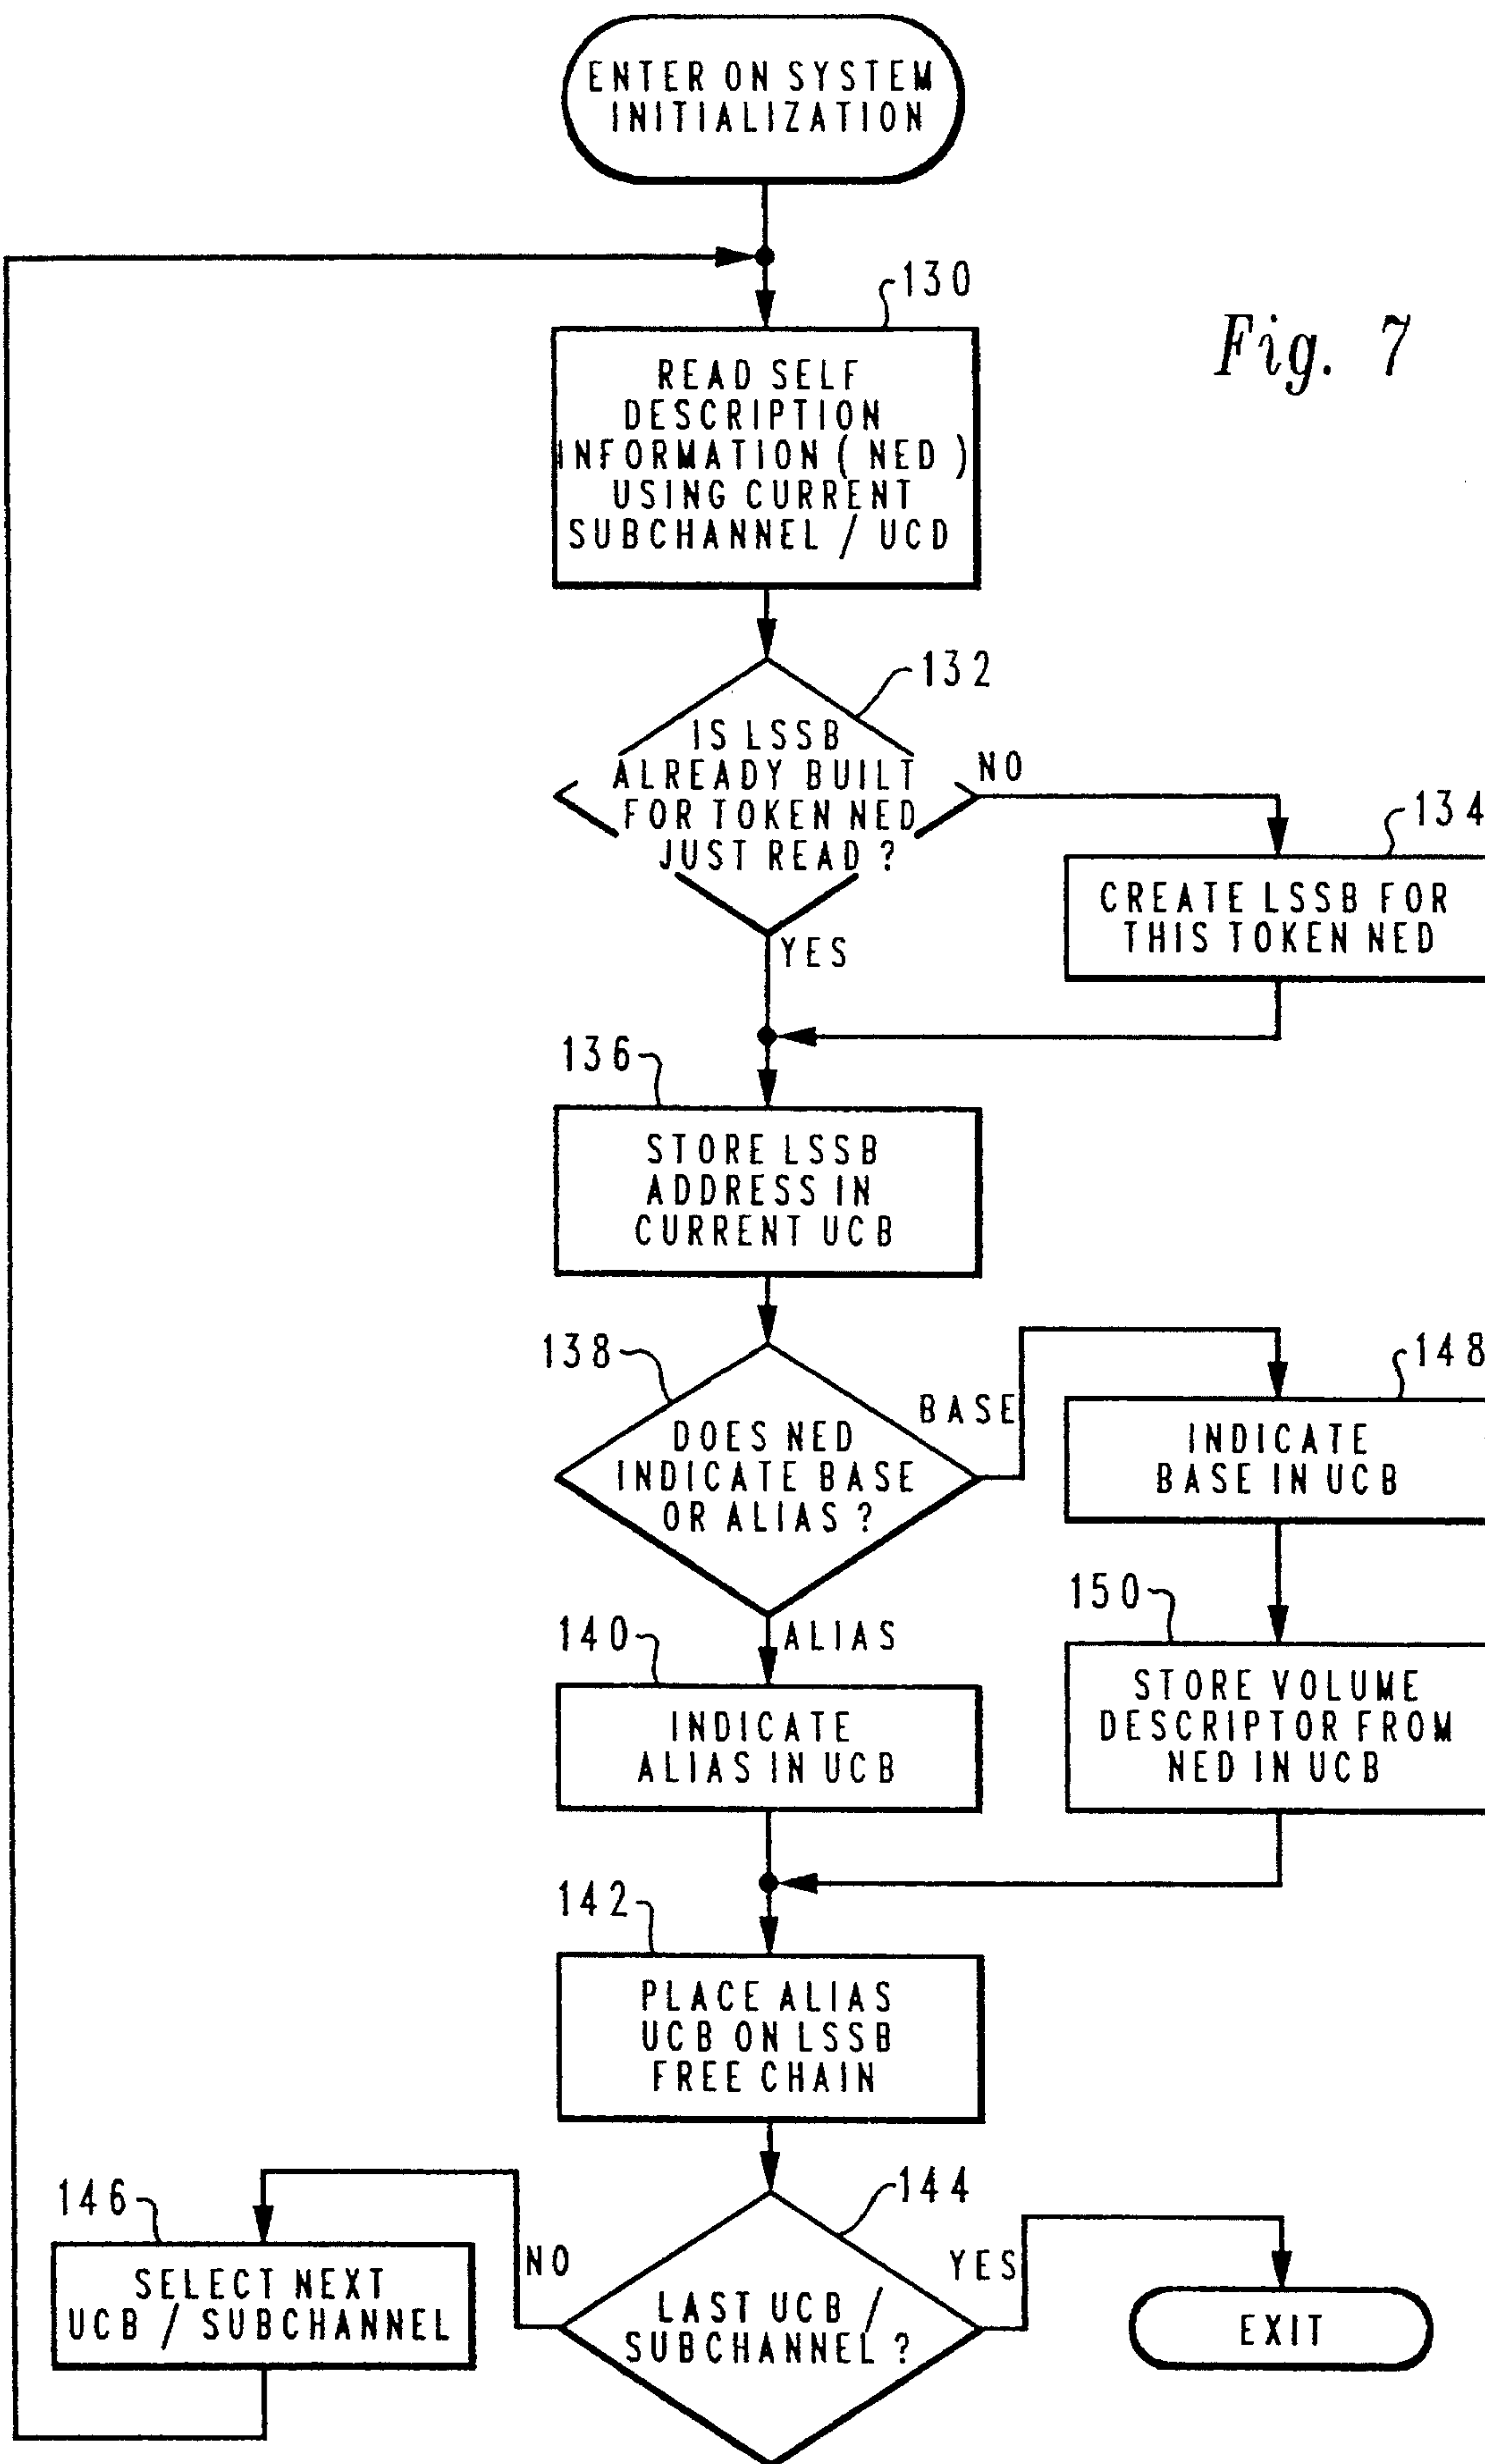 ENTER ON SYSTEM
INITIALIZATION
130
Fig. 7
READ SELF
DESCRIPTION
INFORMATION ( NED )
USING CURRENT
SUBCHANNEL / UCD
132
IS LSSB
ALREADY BUILT
FOR TOKEN NED
JUST READ ?
NO
YES
134
CREATE LSSB FOR
THIS TOKEN NED
136
STORE LSSB
ADDRESS IN
CURRENT UCB
138
DOES NED
INDICATE BASE
OR ALIAS ?
BASE
148
INDICATE
BASE IN UCB
150
STORE VOLUME
DESCRIPTOR FROM
NED IN UCB
ALIAS
140
INDICATE
ALIAS IN UCB
142
PLACE ALIAS
UCB ON LSSB
FREE CHAIN
144
LAST UCB /
SUBCHANNEL ?
NO
146
SELECT NEXT
UCB / SUBCHANNEL
YES
EXIT